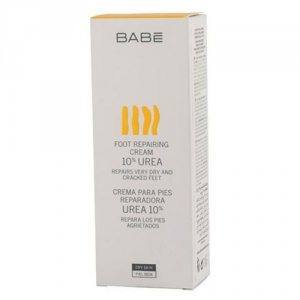 BABÉ
FOOT REPAIRING
CREAM
10% UREA
REPAIRS VERY DRY AND
CRACKED FEET
CREMA PARA PIES
REPARADORA
UREA 10%
REPARA LOS PIES
AGRIETADOS
DRY SKIN
PIEL SECA